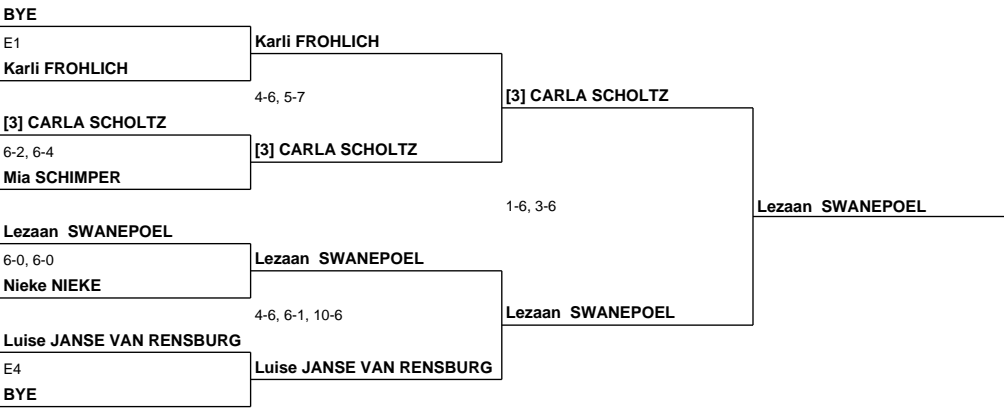 BYE
E1
Karli FROHLICH
Karli FROHLICH
4-6, 5-7
[3] CARLA SCHOLTZ
[3] CARLA SCHOLTZ
6-2, 6-4
[3] CARLA SCHOLTZ
Mia SCHIMPER
1-6, 3-6
Lezaan SWANEPOEL
Lezaan SWANEPOEL
6-0, 6-0
Lezaan SWANEPOEL
Nieke NIEKE
4-6, 6-1, 10-6
Lezaan SWANEPOEL
Luise JANSE VAN RENSBURG
E4
Luise JANSE VAN RENSBURG
BYE